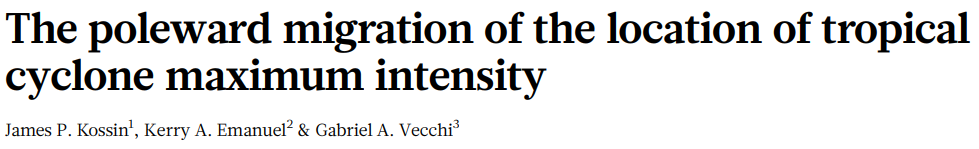 The poleward migration of the location of tropical
cyclone maximum intensity
James P. Kossin1, Kerry A. Emanuel2 & Gabriel A. Vecchi3